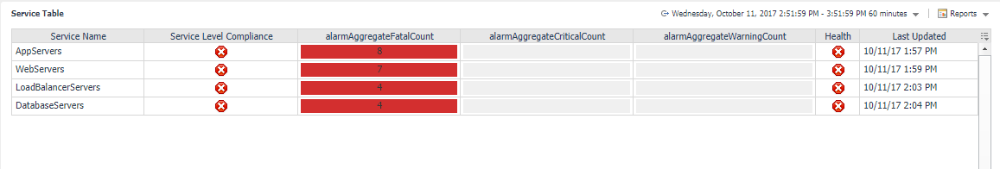 Service Table
Wednesday, October 11, 2017 2:51:59 PM - 3:51:59 PM 60 minutes Reports
Service Name Service Level Compliance alarmAggregateFatalCount alarmAggregateCriticalCount alarmAggregateWarningCount Health Last Updated
AppServers 8 10/11/17 1:57 PM
WebServers 7 10/11/17 1:59 PM
LoadBalancerServers 4 10/11/17 2:03 PM
DatabaseServers 4 10/11/17 2:04 PM